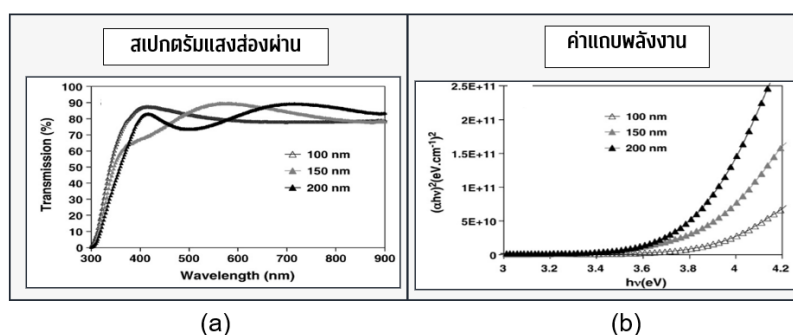 สเปกตรัมแสงส่องผ่าน
100
90
80
70
60
50
40
30
20
10
0
Transmission (%)
100 nm
150 nm
200 nm
300 400 500 600 700 800 900
Wavelength (nm)
(a)
ค่าแถบพลังงาน
2.5E+11
2E+11
1.5E+11
1E+11
5E+10
0
(αhν)²(eV.cm⁻¹)²
100 nm
150 nm
200 nm
3 3.2 3.4 3.6 3.8 4 4.2
hν(eV)
(b)